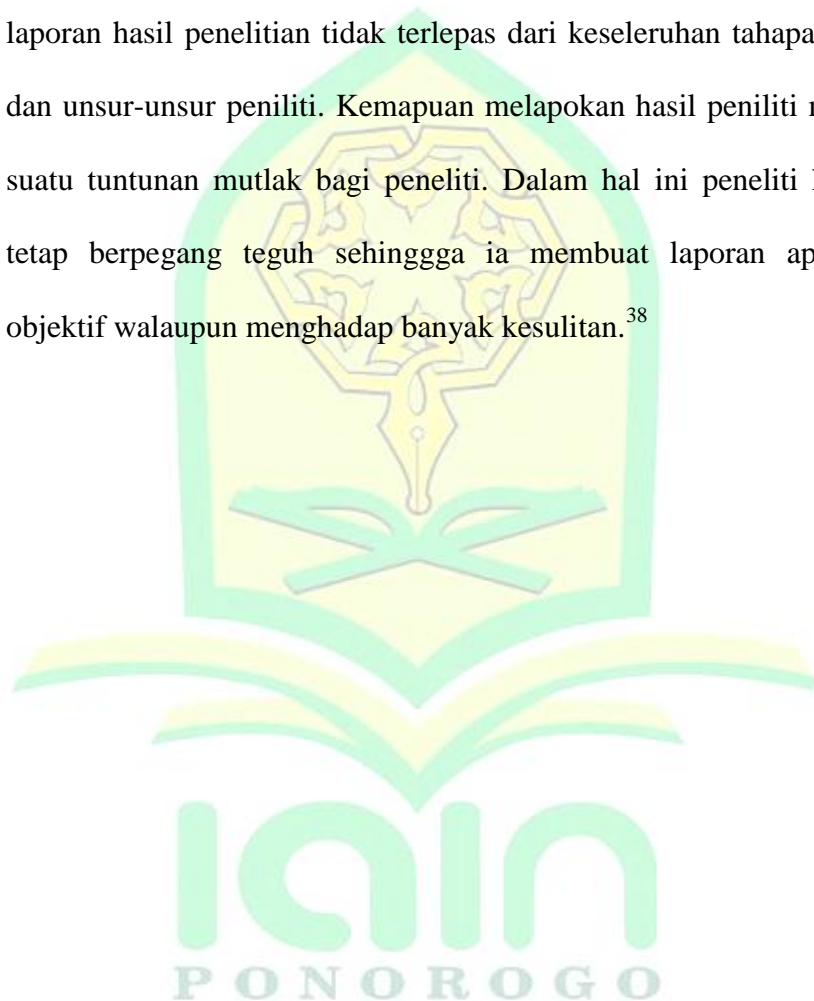 laporan hasil penelitian tidak terlepas dari keseleruhan tahapa
dan unsur-unsur peniliti. Kemapuan melapokan hasil peniliti
suatu tuntunan mutlak bagi peneliti. Dalam hal ini peneliti
tetap berpegang teguh sehinggga ia membuat laporan ap
objektif walaupun menghadap banyak kesulitan.38
iain
PONOROGO